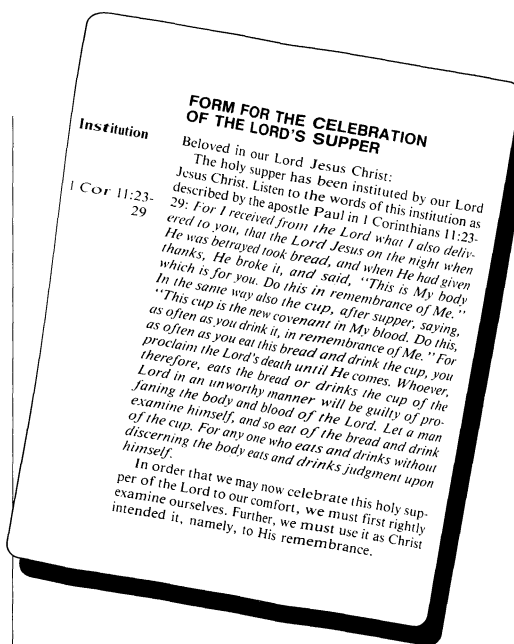 FORM FOR THE CELEBRATION
OF THE LORD'S SUPPER
Institution
Beloved in our Lord Jesus Christ:
The holy supper has been instituted by our Lord
Jesus Christ. Listen to the words of this institution as
described by the apostle Paul in 1 Corinthians 11:23-
1 Cor 11:23-
29
29: For I received from the Lord what I also deliv-
ered to you, that the Lord Jesus on the night when
He was betrayed took bread, and when He had given
thanks, He broke it, and said, "This is My body
which is for you. Do this in remembrance of Me."
In the same way also the cup, after supper, saying,
"This cup is the new covenant in My blood. Do this,
as often as you drink it, in remembrance of Me." For
as often as you eat this bread and drink the cup, you
proclaim the Lord's death until He comes. Whoever,
therefore, eats the bread or drinks the cup of the
Lord in an unworthy manner will be guilty of pro-
faning the body and blood of the Lord. Let a man
examine himself, and so eat of the bread and drink
of the cup. For any one who eats and drinks without
discerning the body eats and drinks judgment upon
himself.
In order that we may now celebrate this holy sup-
per of the Lord to our comfort, we must first rightly
examine ourselves. Further, we must use it as Christ
intended it, namely, to His remembrance.